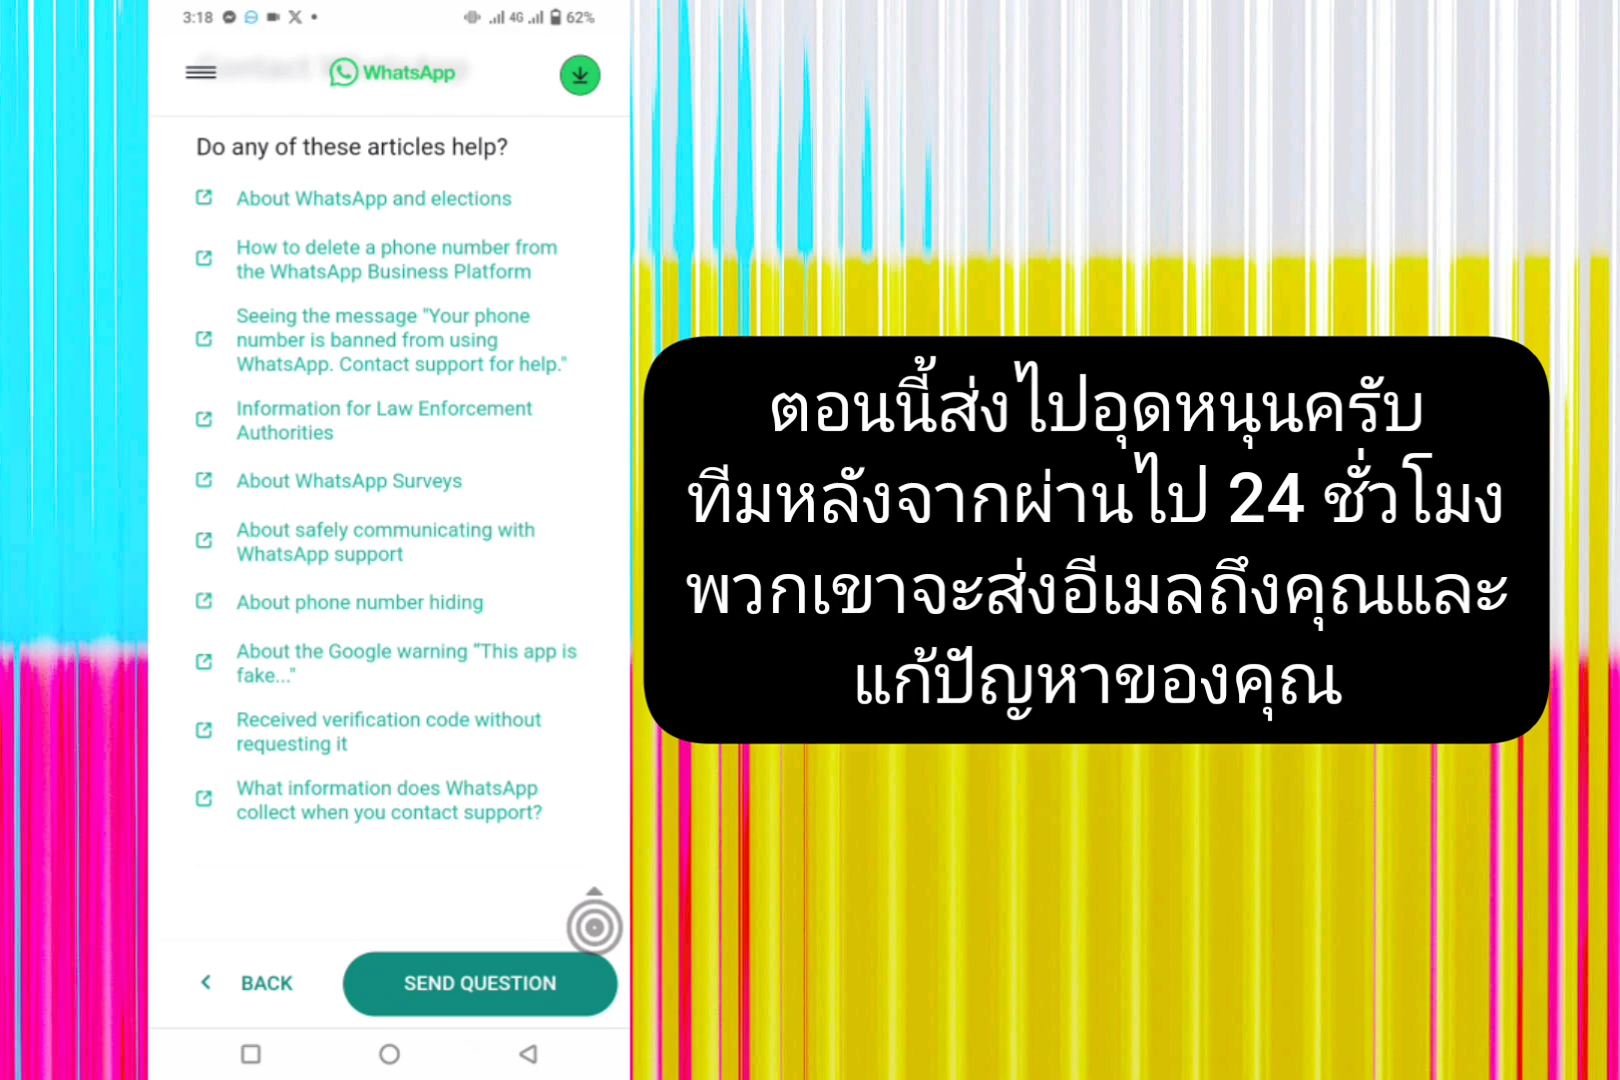 3:18
4G
62%
WhatsApp
Do any of these articles help?
About WhatsApp and elections
How to delete a phone number from
the WhatsApp Business Platform
Seeing the message "Your phone
number is banned from using
WhatsApp. Contact support for help."
Information for Law Enforcement
Authorities
About WhatsApp Surveys
About safely communicating with
WhatsApp support
About phone number hiding
About the Google warning "This app is
fake..."
Received verification code without
requesting it
What information does WhatsApp
collect when you contact support?
BACK
SEND QUESTION
ตอนนี้ส่งไปอุดหนุนครับ
ทีมหลังจากผ่านไป 24 ชั่วโมง
พวกเขาจะส่งอีเมลถึงคุณและ
แก้ปัญหาของคุณ